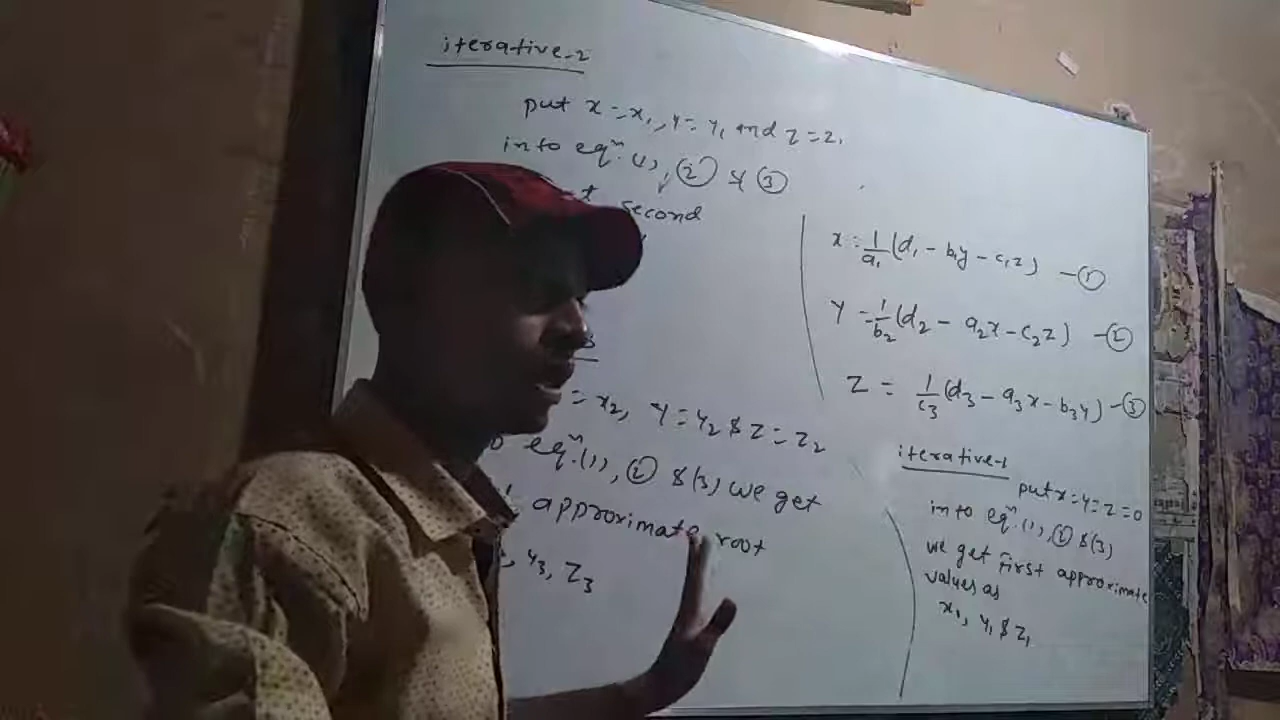 iterative-2
put x=x₁, y=y₁ and z=z₁
into eqⁿ.(1), ② & ③
second
= x₂, y=y₂ & z=z₂
eqⁿ.(1), ② & (3) we get
approximate root
, y₃, z₃
x = 1/a₁ (d₁ - b₁y - c₁z) -①
y = 1/b₂ (d₂ - a₂x - c₂z) -②
z = 1/c₃ (d₃ - a₃x - b₃y) -③
iterative-1
put x=y=z=0
into eqⁿ.(1), ② & (3)
we get first approximate
values as
x₁, y₁ & z₁